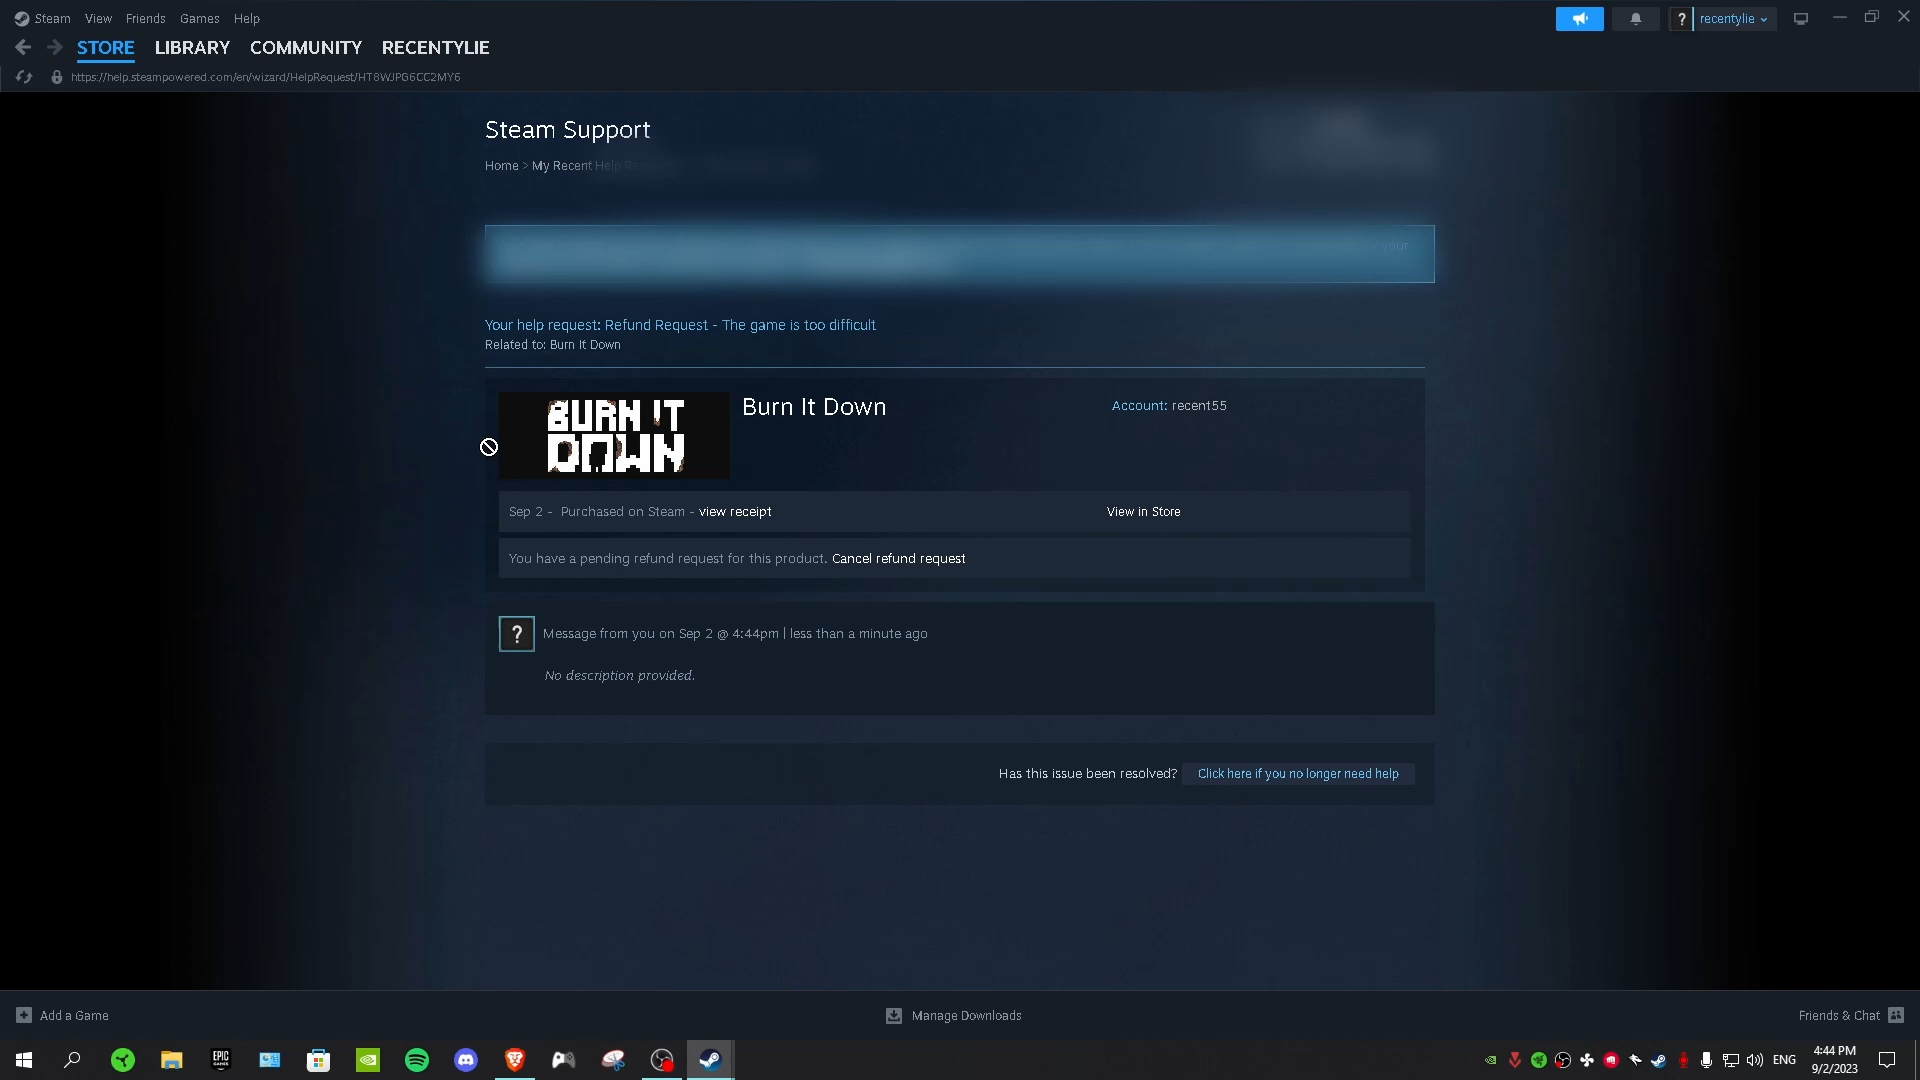 Steam View Friends Games Help
? recentylie
STORE LIBRARY COMMUNITY RECENTYLIE
https://help.steampowered.com/en/wizard/HelpRequest/HT8WJPG6CC2MY6
Steam Support
Home > My Recent Help
your
Your help request: Refund Request - The game is too difficult
Related to: Burn It Down
BURN IT
DOWN
Burn It Down
Account: recent55
Sep 2 - Purchased on Steam - view receipt
View in Store
You have a pending refund request for this product. Cancel refund request
? Message from you on Sep 2 @ 4:44pm | less than a minute ago
No description provided.
Has this issue been resolved? Click here if you no longer need help
Add a Game
Manage Downloads
Friends & Chat
EPIC
GAMES
ENG
4:44 PM
9/2/2023